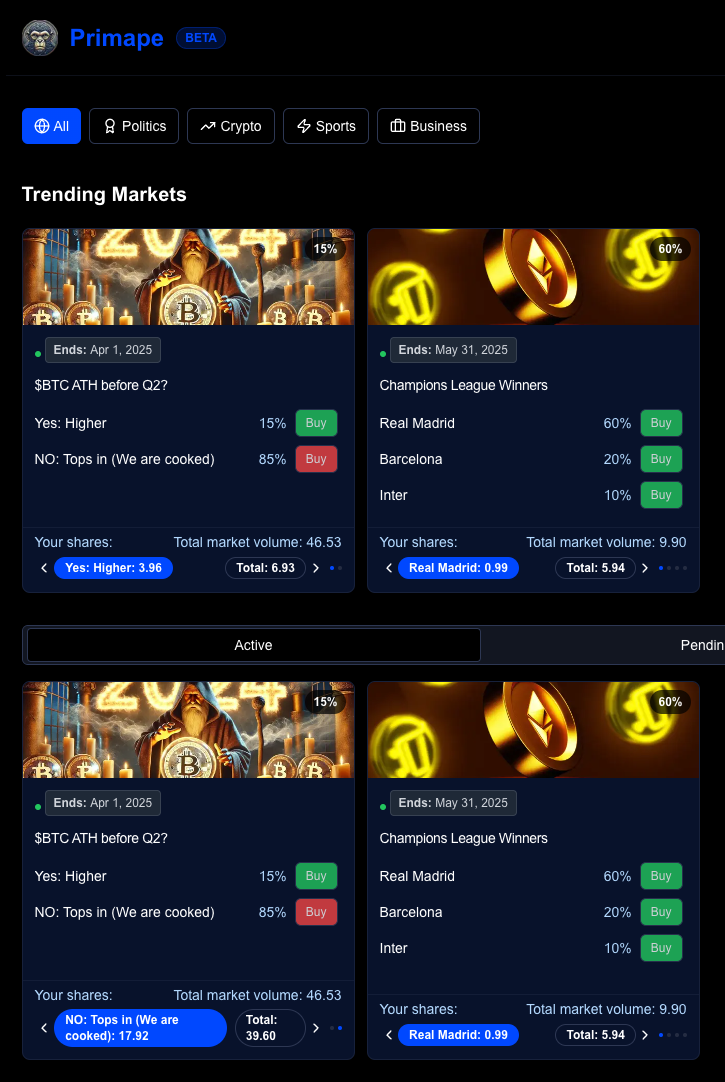 Primape BETA
All Politics Crypto Sports Business
Trending Markets
2024
15%
60%
Ends: Apr 1, 2025
Ends: May 31, 2025
$BTC ATH before Q2?
Champions League Winners
Yes: Higher 15% Buy
Real Madrid 60% Buy
NO: Tops in (We are cooked) 85% Buy
Barcelona 20% Buy
Inter 10% Buy
Your shares: Total market volume: 46.53
Your shares: Total market volume: 9.90
Yes: Higher: 3.96 Total: 6.93
Real Madrid: 0.99 Total: 5.94
Active Pendin
2024
15%
60%
Ends: Apr 1, 2025
Ends: May 31, 2025
$BTC ATH before Q2?
Champions League Winners
Yes: Higher 15% Buy
Real Madrid 60% Buy
NO: Tops in (We are cooked) 85% Buy
Barcelona 20% Buy
Inter 10% Buy
Your shares: Total market volume: 46.53
Your shares: Total market volume: 9.90
NO: Tops in (We are
cooked): 17.92
Total:
39.60
Real Madrid: 0.99 Total: 5.94